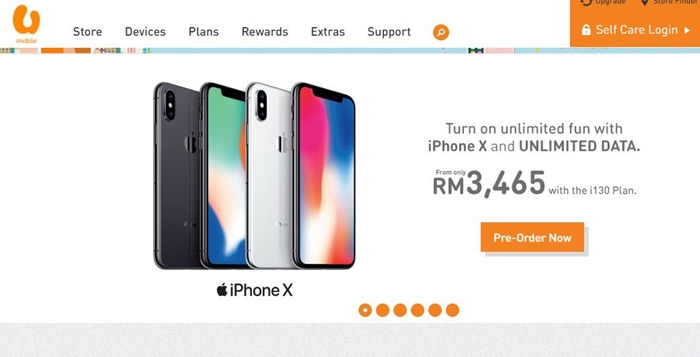 Upgrade
Store Finder
mobile
Store
Devices
Plans
Rewards
Extras
Support
Self Care Login
Turn on unlimited fun with
iPhone X and UNLIMITED DATA.
From only
RM3,465 with the i130 Plan.
Pre-Order Now
iPhone X